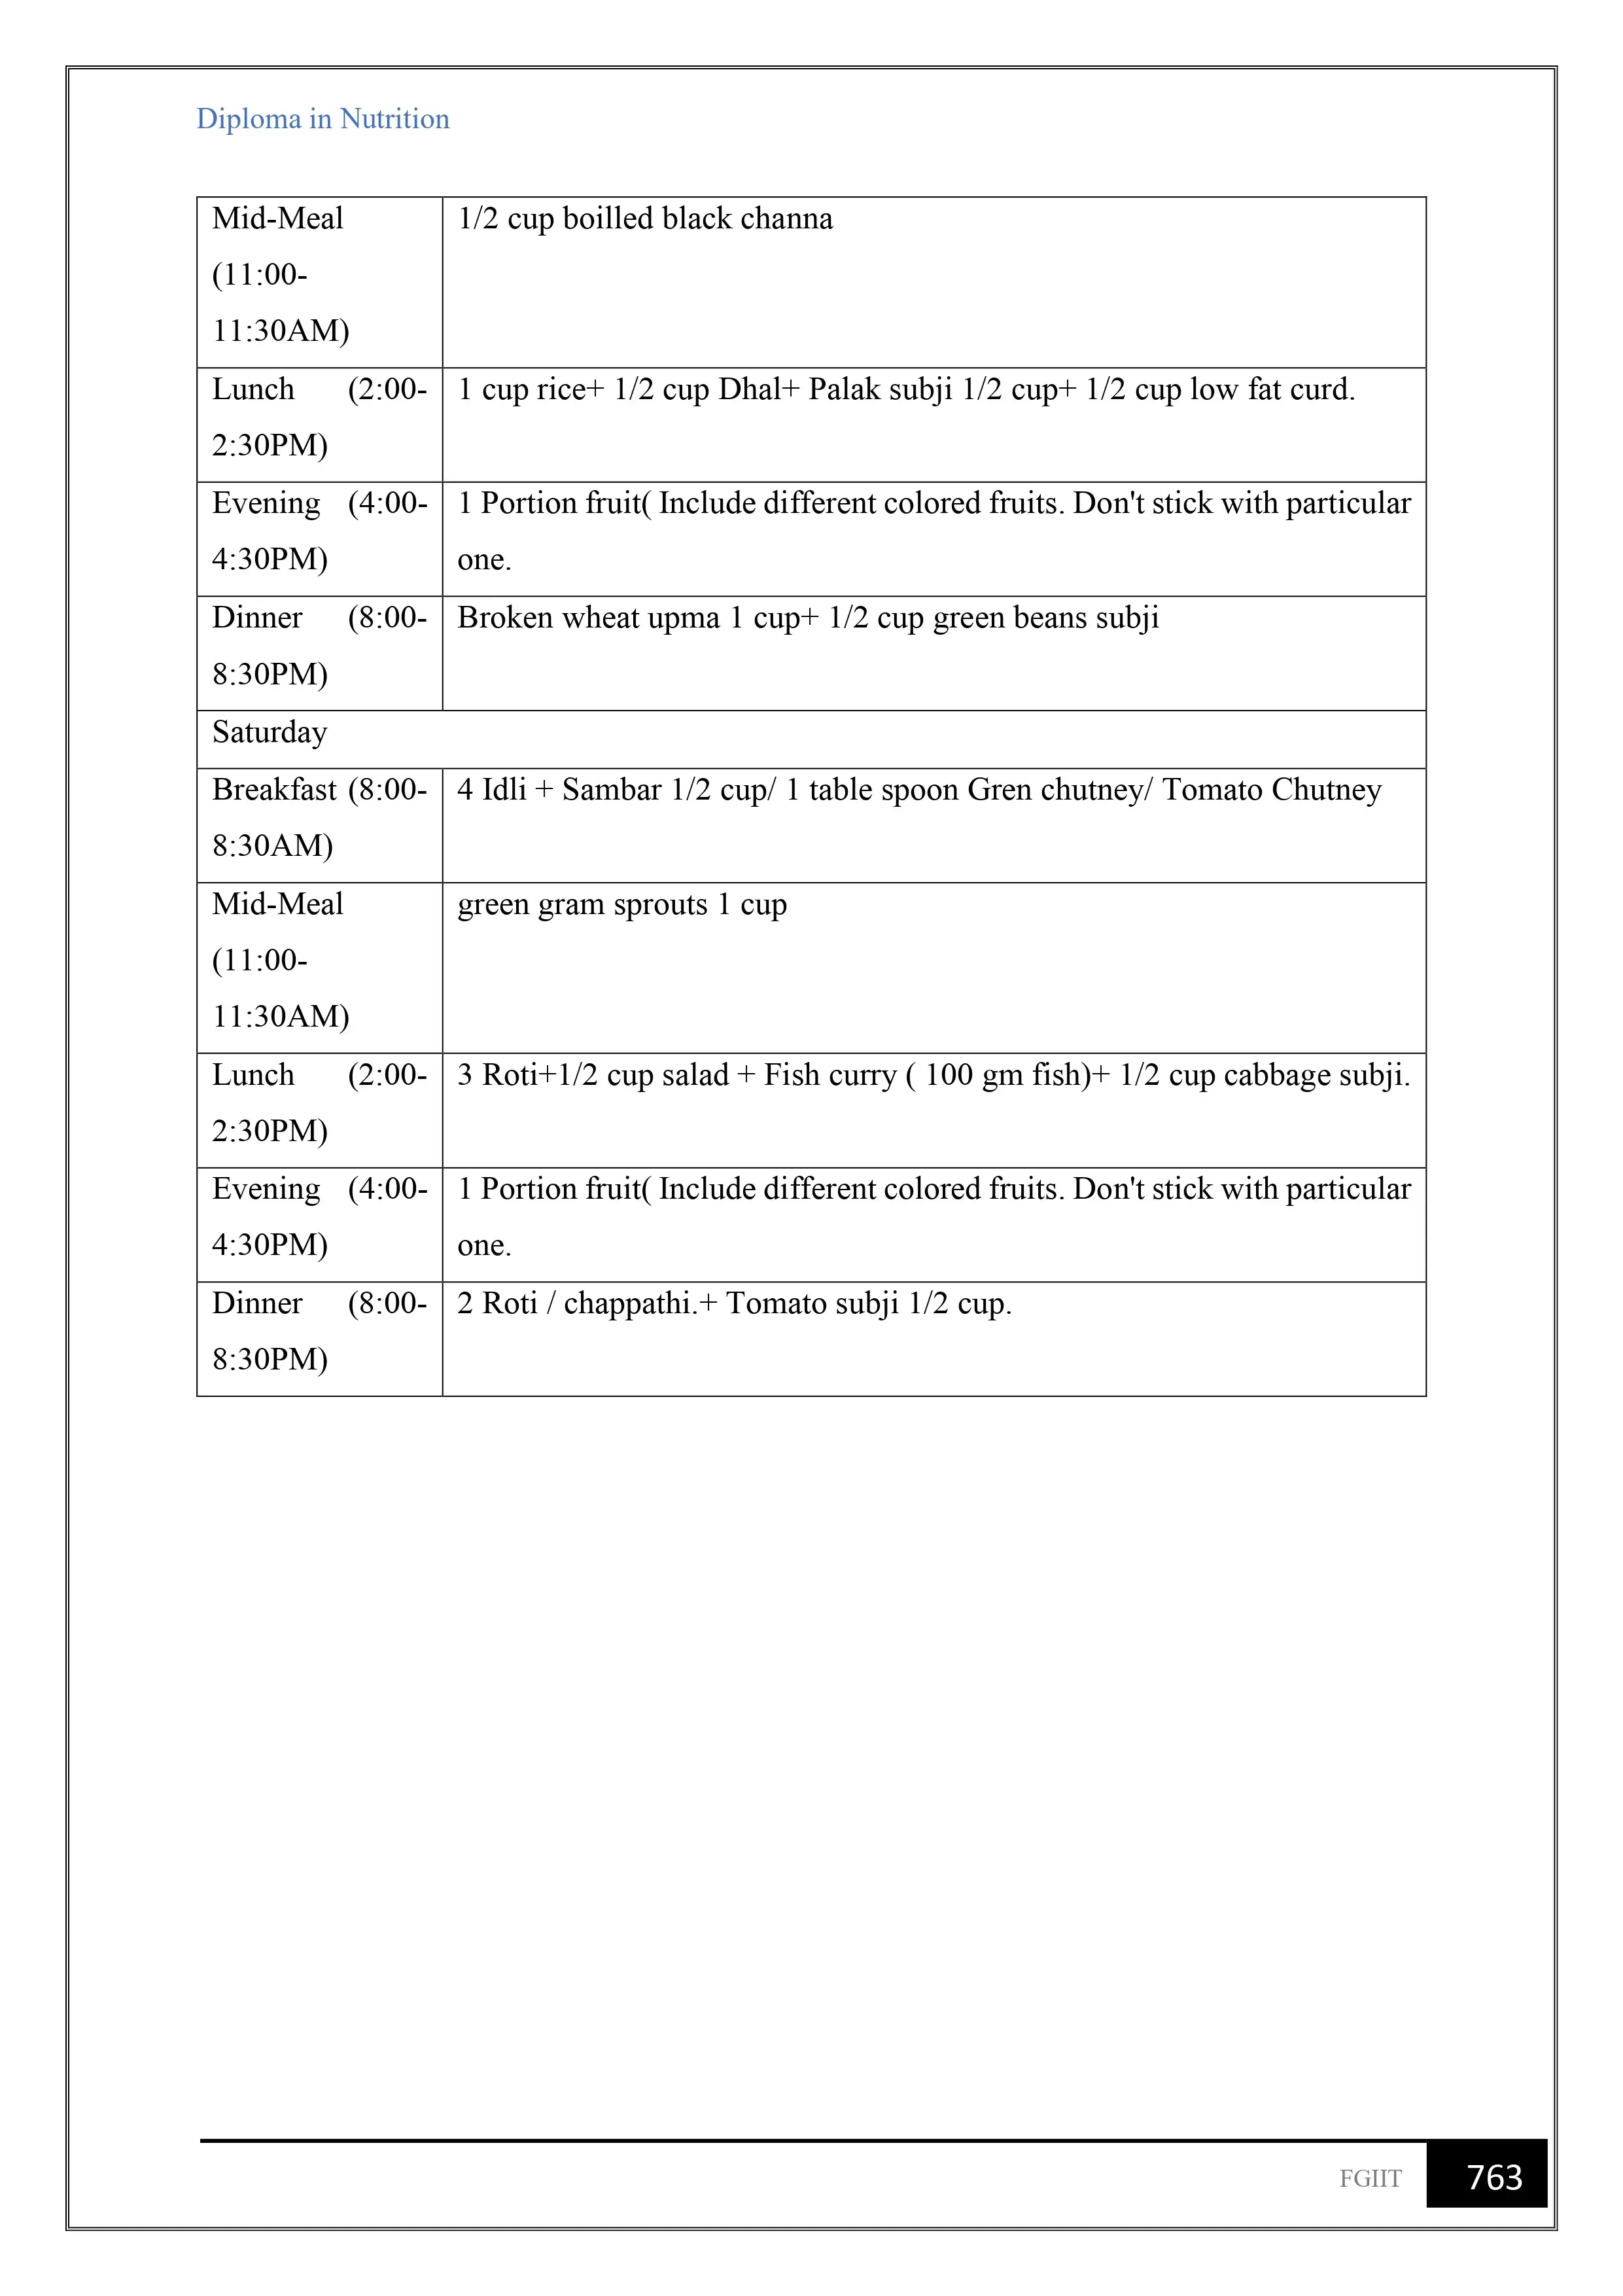 Diploma in Nutrition
Mid-Meal
(11:00-
11:30AM)
1/2 cup boilled black channa
Lunch (2:00-
2:30PM)
1 cup rice+ 1/2 cup Dhal+ Palak subji 1/2 cup+ 1/2 cup low fat curd.
Evening (4:00-
4:30PM)
1 Portion fruit( Include different colored fruits. Don't stick with particular
one.
Dinner (8:00-
8:30PM)
Broken wheat upma 1 cup+ 1/2 cup green beans subji
Saturday
Breakfast (8:00-
8:30AM)
4 Idli + Sambar 1/2 cup/ 1 table spoon Gren chutney/ Tomato Chutney
Mid-Meal
(11:00-
11:30AM)
green gram sprouts 1 cup
Lunch (2:00-
2:30PM)
3 Roti+1/2 cup salad + Fish curry ( 100 gm fish)+ 1/2 cup cabbage subji.
Evening (4:00-
4:30PM)
1 Portion fruit( Include different colored fruits. Don't stick with particular
one.
Dinner (8:00-
8:30PM)
2 Roti / chappathi.+ Tomato subji 1/2 cup.
FGIIT 763